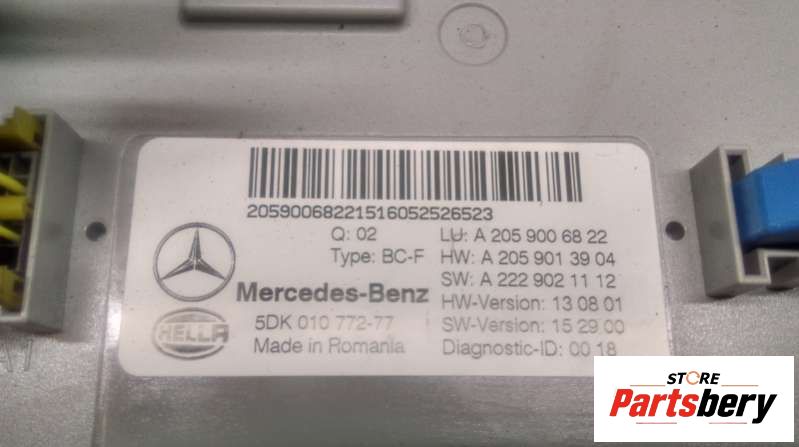 2059006822151605252​6523
Q: 02
LU: A 205 900 68 22
Type: BC-F
HW: A 205 901 39 04
SW: A 222 902 11 12
Mercedes-Benz
HW-Version: 13 08 01
HELLA
5DK 010 772-77
SW-Version: 15 29 00
Made in Romania
Diagnostic-ID: 00 18
STORE
Partsbery